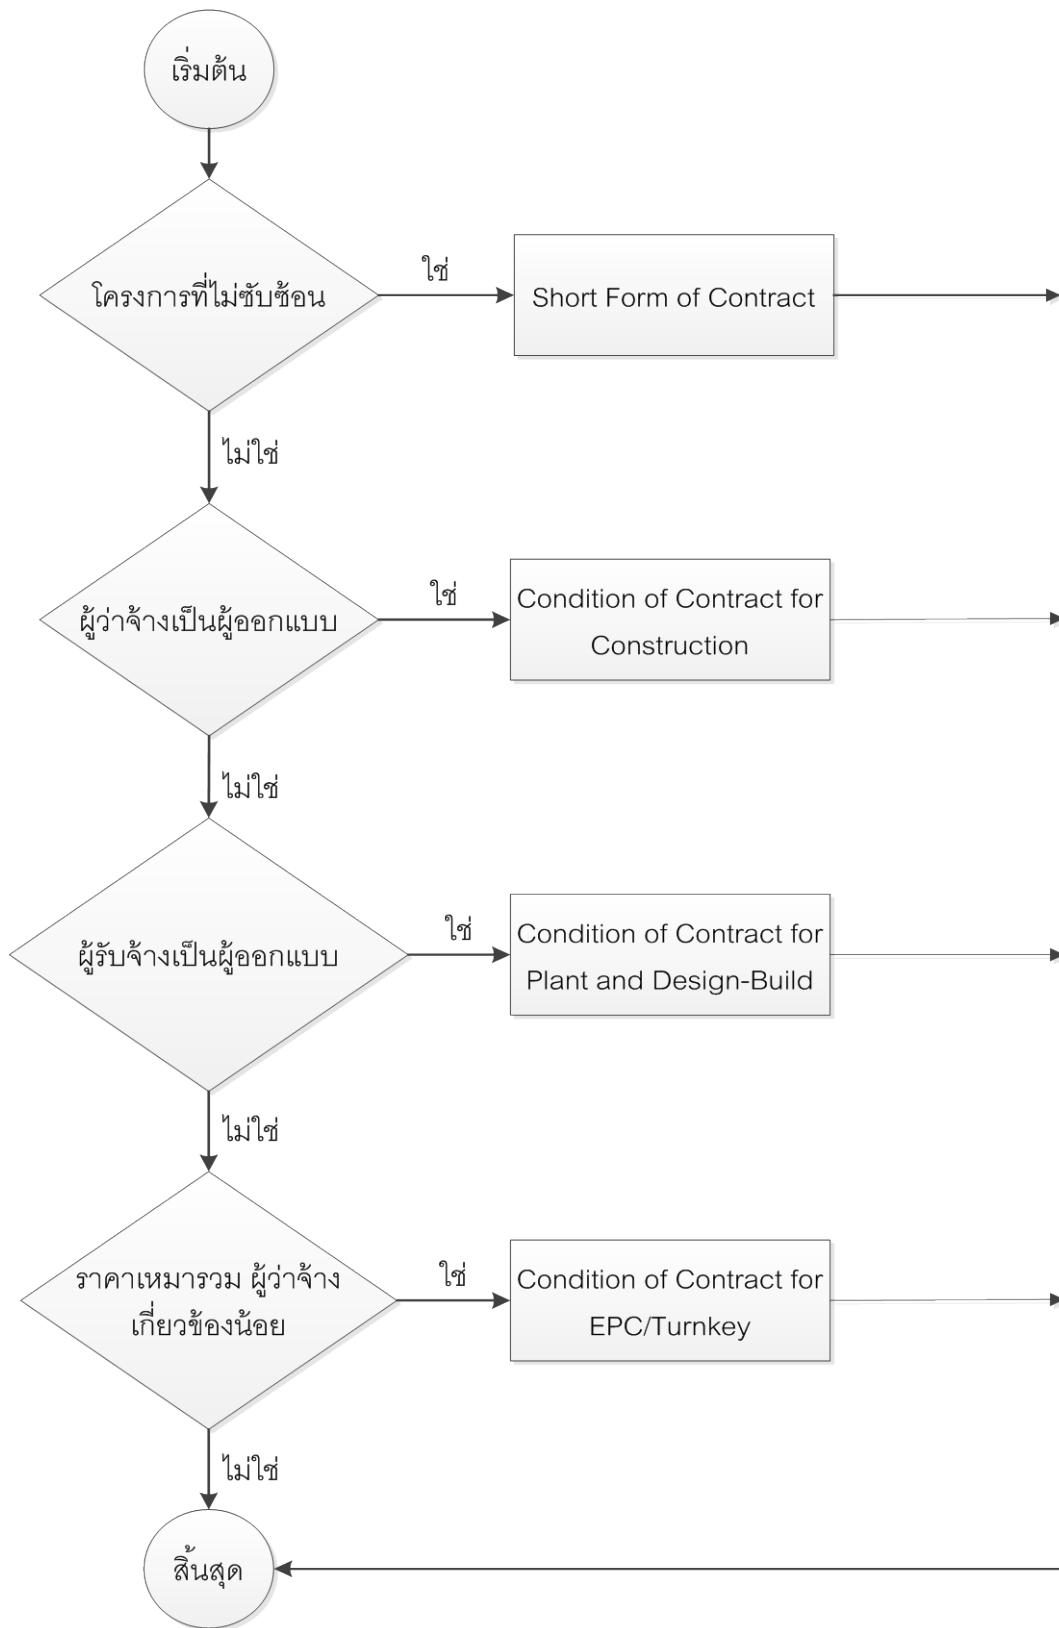 เริ่มต้น
โครงการที่ไม่ซับซ้อน
ใช่
Short Form of Contract
ไม่ใช่
ผู้ว่าจ้างเป็นผู้ออกแบบ
ใช่
Condition of Contract for
Construction
ไม่ใช่
ผู้รับจ้างเป็นผู้ออกแบบ
ใช่
Condition of Contract for
Plant and Design-Build
ไม่ใช่
ราคาเหมารวม ผู้ว่าจ้าง
เกี่ยวข้องน้อย
ใช่
Condition of Contract for
EPC/Turnkey
ไม่ใช่
สิ้นสุด